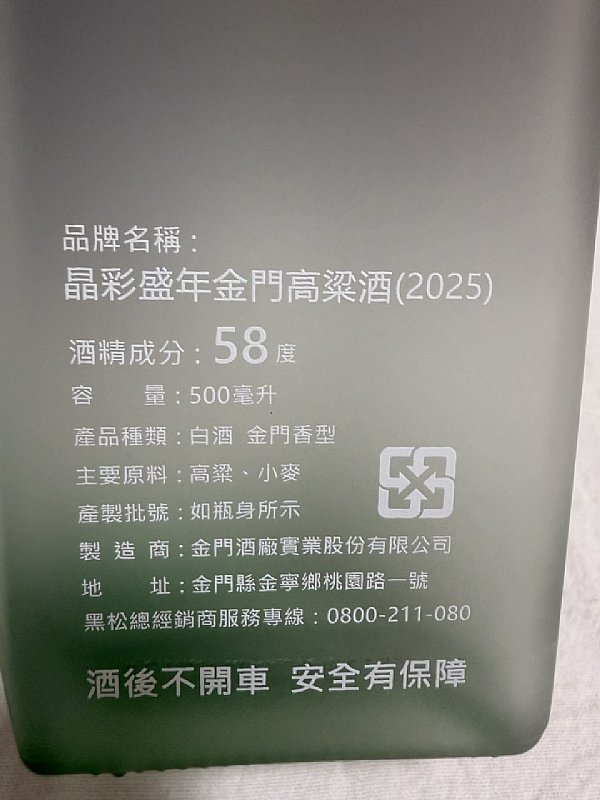 品牌名稱：
晶彩盛年金門高粱酒(2025)
酒精成分：58度
容　　量：500毫升
產品種類：白酒 金門香型
主要原料：高粱、小麥
產製批號：如瓶身所示
製 造 商：金門酒廠實業股份有限公司
地　　址：金門縣金寧鄉桃園路一號
黑松總經銷商服務專線：0800-211-080
酒後不開車 安全有保障